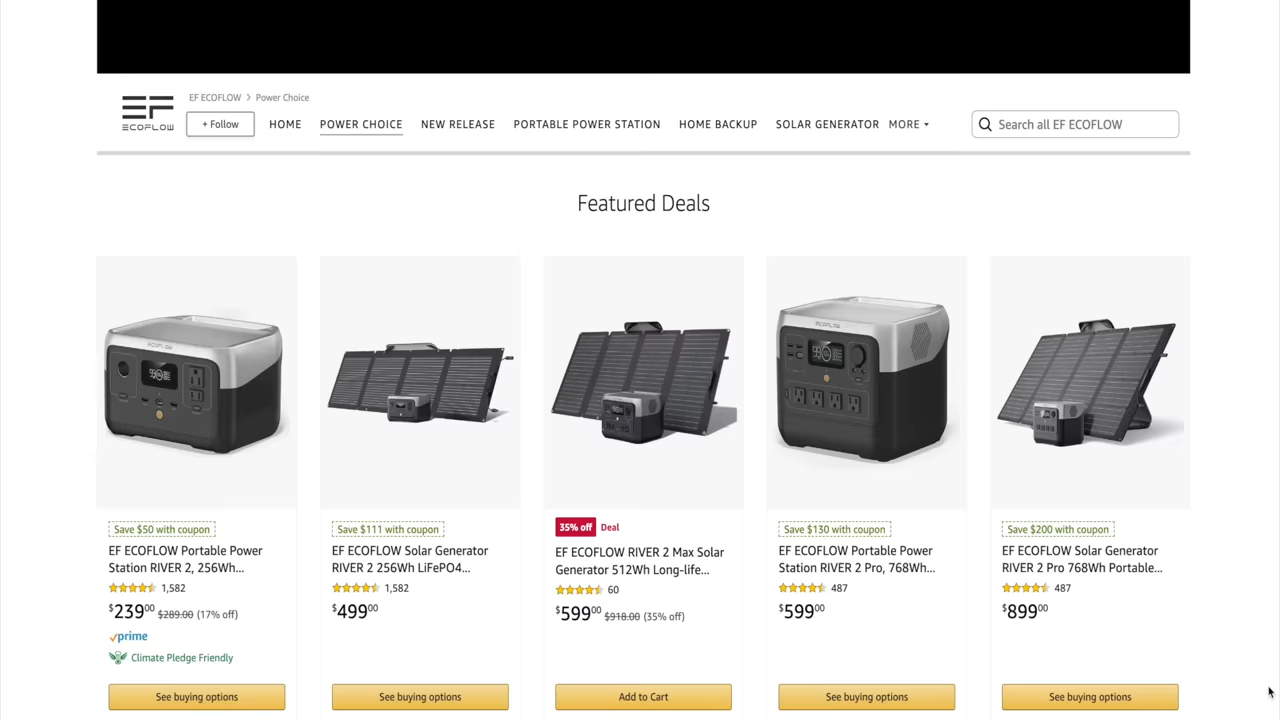 EF ECOFLOW > Power Choice
EF
ECOFLOW
+ Follow
HOME
POWER CHOICE
NEW RELEASE
PORTABLE POWER STATION
HOME BACKUP
SOLAR GENERATOR
MORE
Search all EF ECOFLOW
Featured Deals
ECOFLOW
ECOFLOW
Save $50 with coupon
EF ECOFLOW Portable Power
Station RIVER 2, 256Wh...
1,582
$239.00 $289.00 (17% off)
prime
Climate Pledge Friendly
See buying options
Save $111 with coupon
EF ECOFLOW Solar Generator
RIVER 2 256Wh LiFePO4...
1,582
$499.00
See buying options
35% off Deal
EF ECOFLOW RIVER 2 Max Solar
Generator 512Wh Long-life...
60
$599.00 $918.00 (35% off)
Add to Cart
Save $130 with coupon
EF ECOFLOW Portable Power
Station RIVER 2 Pro, 768Wh...
487
$599.00
See buying options
Save $200 with coupon
EF ECOFLOW Solar Generator
RIVER 2 Pro 768Wh Portable...
487
$899.00
See buying options